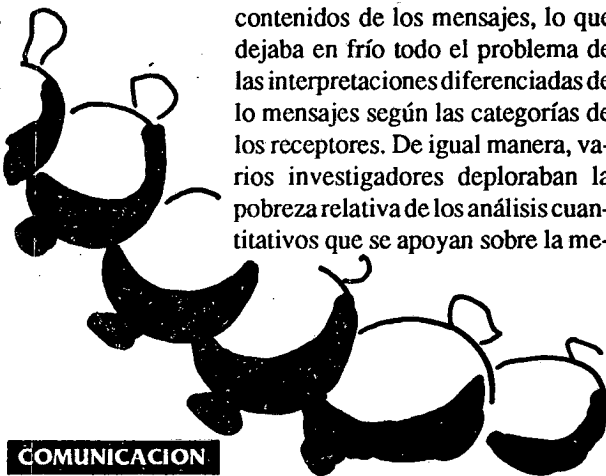 contenidos de los mensajes, lo que
dejaba en frío todo el problema de
las interpretaciones diferenciadas de
lo mensajes según las categorías de
los receptores. De igual manera, va-
rios investigadores deploraban la
pobreza relativa de los análisis cuan-
titativos que se apoyan sobre la me-
COMUNICACION